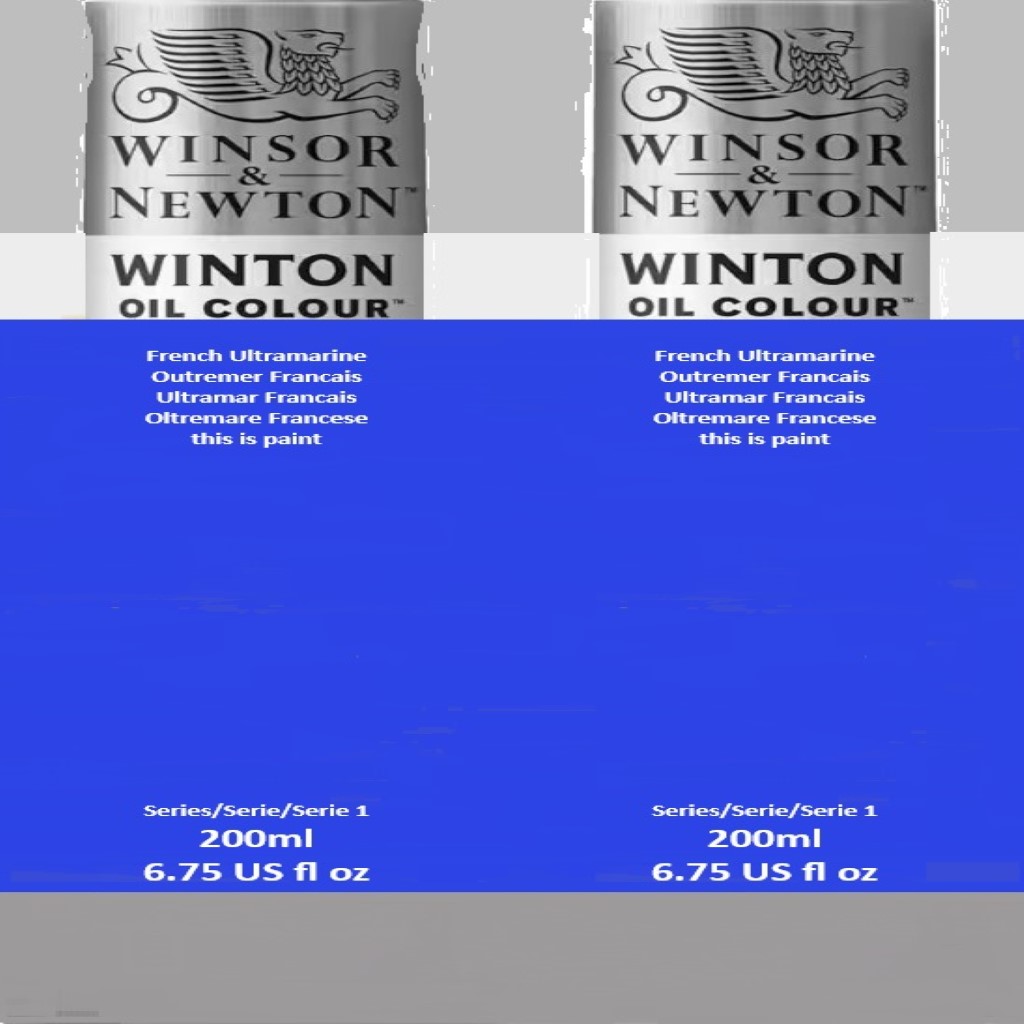 WINSOR
&
NEWTON™
WINTON
OIL COLOUR™
French Ultramarine
Outremer Francais
Ultramar Francais
Oltremare Francese
this is paint
Series/Serie/Serie 1
200ml
6.75 US fl oz
WINSOR
&
NEWTON™
WINTON
OIL COLOUR™
French Ultramarine
Outremer Francais
Ultramar Francais
Oltremare Francese
this is paint
Series/Serie/Serie 1
200ml
6.75 US fl oz